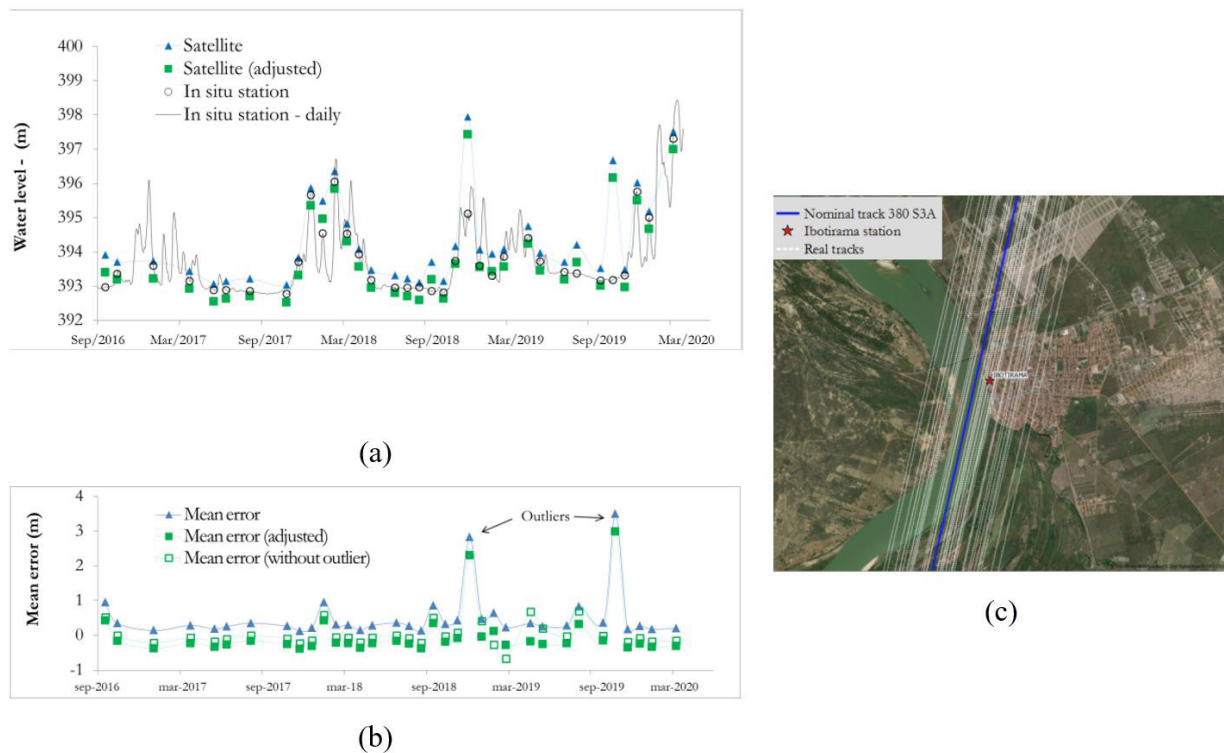 400
399
398
397
396
395
394
393
392
Water level - (m)
Satellite
Satellite (adjusted)
In situ station
In situ station - daily
Sep/2016
Mar/2017
Sep/2017
Mar/2018
Sep/2018
Mar/2019
Sep/2019
Mar/2020
(a)
4
3
2
1
0
-1
Mean error (m)
Mean error
Mean error (adjusted)
Mean error (without outlier)
Outliers
sep-2016
mar-2017
sep-2017
mar-18
sep-2018
mar-2019
sep-2019
mar-2020
(b)
Nominal track 380 S3A
Ibotirama station
Real tracks
IBOTIRAMA
(c)